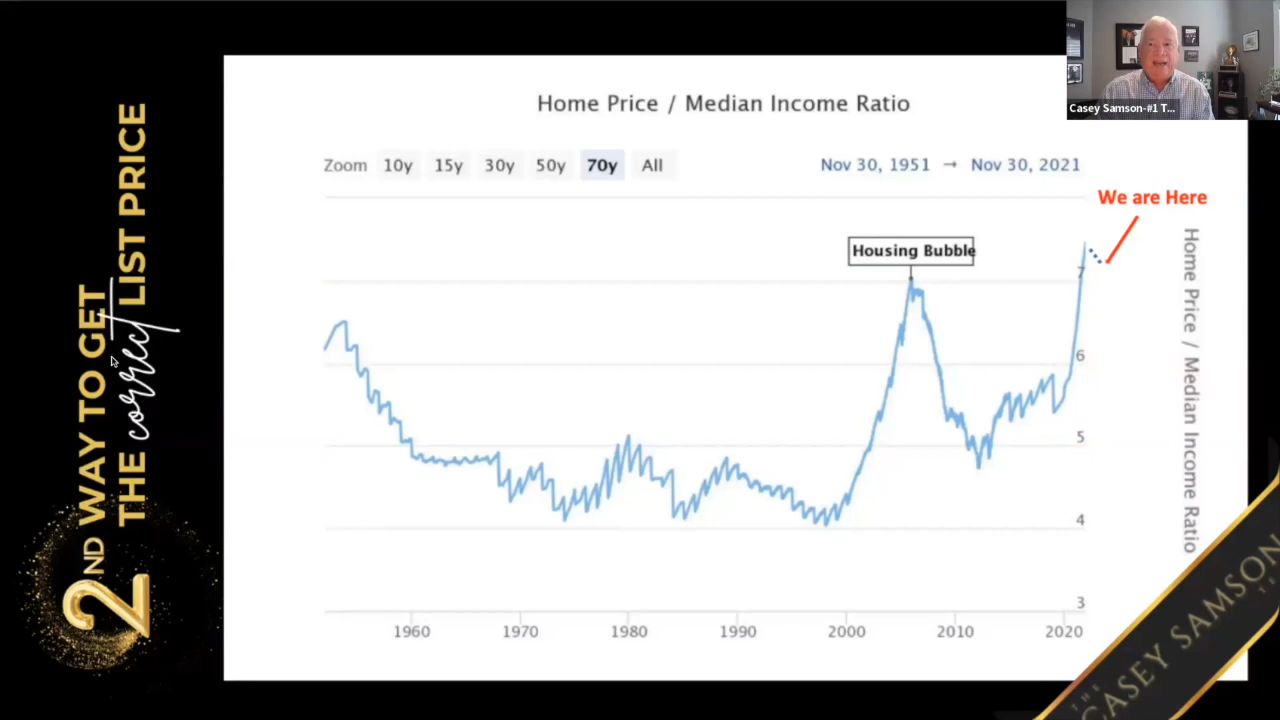 2ND WAY TO GET
THE correct LIST PRICE
Home Price / Median Income Ratio
Zoom 10y 15y 30y 50y 70y All
Nov 30, 1951 → Nov 30, 2021
We are Here
Housing Bubble
7
6
5
4
3
Home Price / Median Income Ratio
1960 1970 1980 1990 2000 2010 2020
Casey Samson-#1 T...
THE
CASEY SAMSON